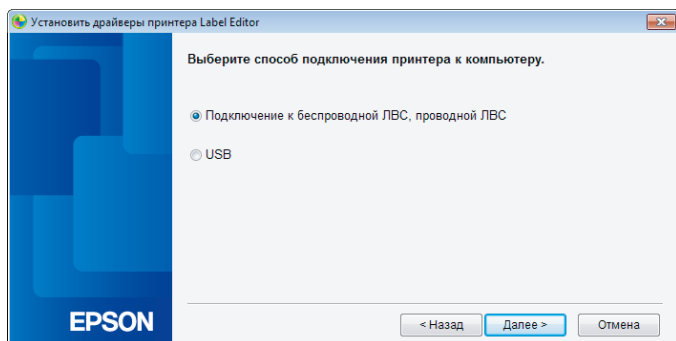 Установить драйверы принтера Label Editor
Выберите способ подключения принтера к компьютеру.
Подключение к беспроводной ЛВС, проводной ЛВС
USB
EPSON
< Назад
Далее >
Отмена